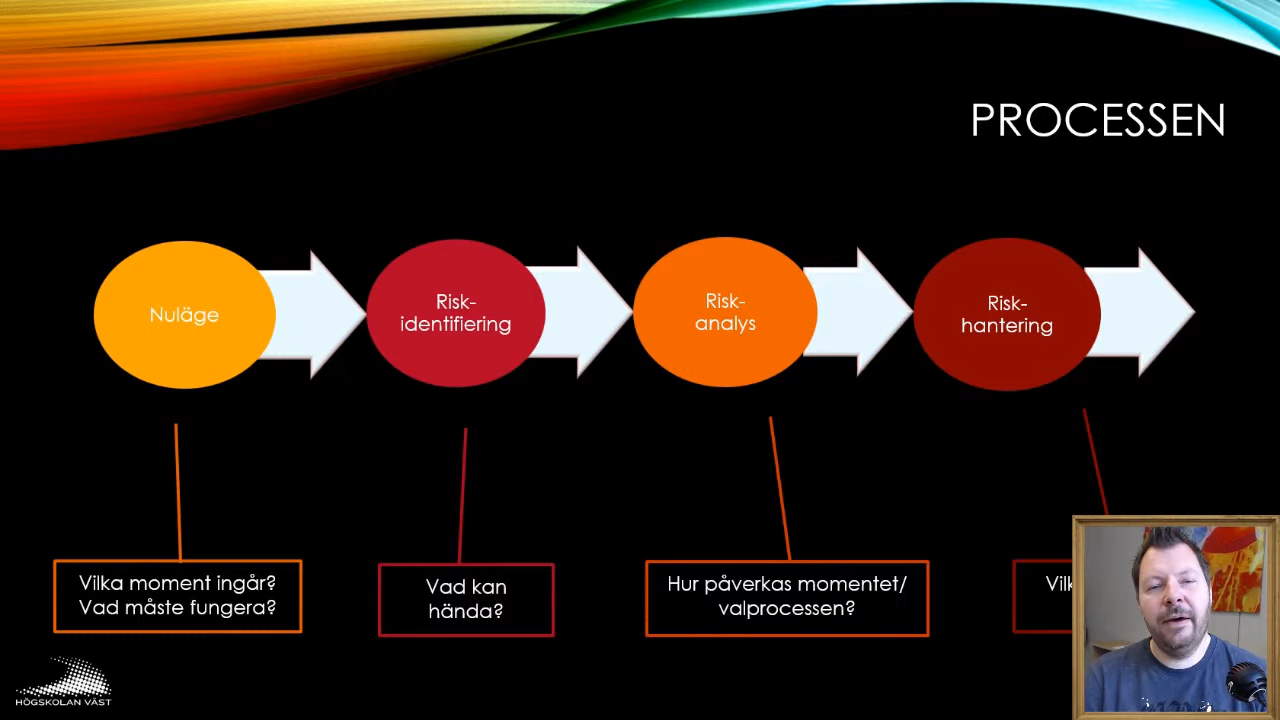 PROCESSEN
Nuläge
Risk-
identifiering
Risk-
analys
Risk-
hantering
Vilka moment ingår?
Vad måste fungera?
Vad kan
hända?
Hur påverkas momentet/
valprocessen?
HÖGSKOLAN VÄST